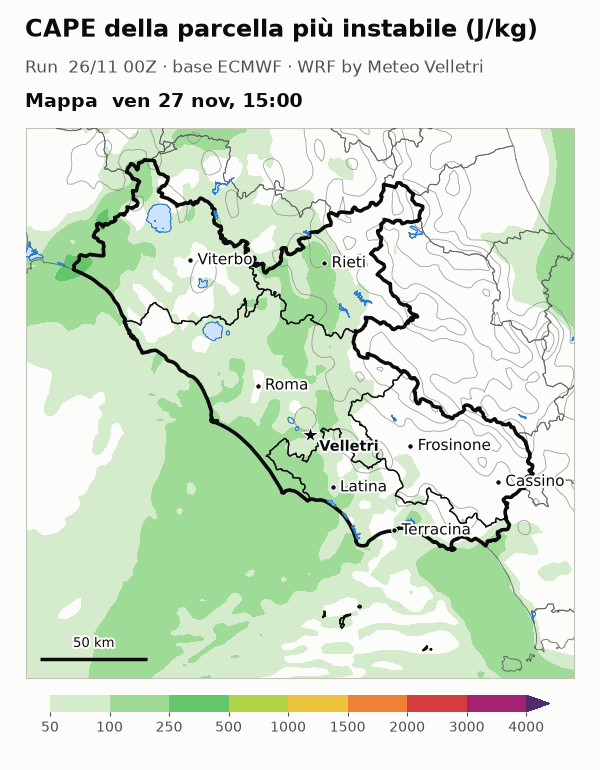 CAPE della parcella più instabile (J/kg)
Run  26/11 00Z · base ECMWF · WRF by Meteo Velletri
Mappa  ven 27 nov, 15:00
Viterbo
Rieti
Roma
Velletri
Frosinone
Cassino
Latina
Terracina
50 km
50 100 250 500 1000 1500 2000 3000 4000